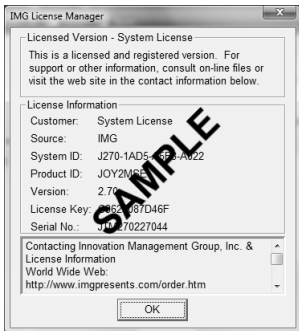 IMG License Manager
Licensed Version - System License
This is a licensed and registered version. For
support or other information, consult on-line files or
visit the web site in the contact information below.
License Information
Customer: System License
Source: IMG
System ID:
Product ID:
Version: 2.70
License Key:
Serial No.:
SAMPLE
Contacting Innovation Management Group, Inc. &
License Information
World Wide Web:
http://www.imgpresents.com/order.htm
OK